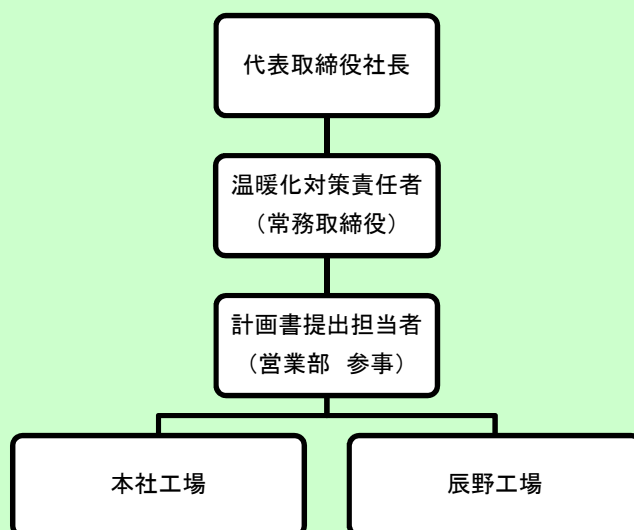 代表取締役社長
温暖化対策責任者
（常務取締役）
計画書提出担当者
（営業部　参事）
本社工場
辰野工場